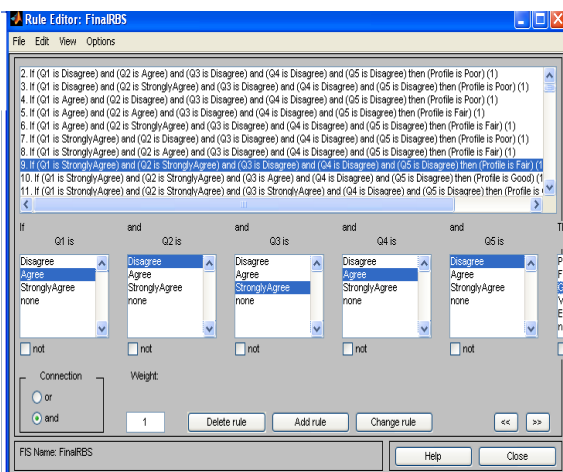 Rule Editor: FinalRBS
File Edit View Options
2. If (Q1 is Disagree) and (Q2 is Agree) and (Q3 is Disagree) and (Q4 is Disagree) and (Q5 is Disagree) then (Profile is Poor) (1)
3. If (Q1 is Disagree) and (Q2 is StronglyAgree) and (Q3 is Disagree) and (Q4 is Disagree) and (Q5 is Disagree) then (Profile is Poor) (1)
4. If (Q1 is Agree) and (Q2 is Disagree) and (Q3 is Disagree) and (Q4 is Disagree) and (Q5 is Disagree) then (Profile is Poor) (1)
5. If (Q1 is Agree) and (Q2 is Agree) and (Q3 is Disagree) and (Q4 is Disagree) and (Q5 is Disagree) then (Profile is Fair) (1)
6. If (Q1 is Agree) and (Q2 is StronglyAgree) and (Q3 is Disagree) and (Q4 is Disagree) and (Q5 is Disagree) then (Profile is Fair) (1)
7. If (Q1 is StronglyAgree) and (Q2 is Disagree) and (Q3 is Disagree) and (Q4 is Disagree) and (Q5 is Disagree) then (Profile is Poor) (1)
8. If (Q1 is StronglyAgree) and (Q2 is Agree) and (Q3 is Disagree) and (Q4 is Disagree) and (Q5 is Disagree) then (Profile is Fair) (1)
9. If (Q1 is StronglyAgree) and (Q2 is StronglyAgree) and (Q3 is Disagree) and (Q4 is Disagree) and (Q5 is Disagree) then (Profile is Fair) (1
10. If (Q1 is StronglyAgree) and (Q2 is StronglyAgree) and (Q3 is Agree) and (Q4 is Disagree) and (Q5 is Disagree) then (Profile is Good) (1
11. If (Q1 is StronglyAgree) and (Q2 is StronglyAgree) and (Q3 is StronglyAgree) and (Q4 is Disagree) and (Q5 is Disagree) then (Profile is
If and and and and
Q1 is Q2 is Q3 is Q4 is Q5 is
Disagree Disagree Disagree Disagree Disagree
Agree Agree Agree Agree Agree
StronglyAgree StronglyAgree StronglyAgree StronglyAgree StronglyAgree
none none none none none
not not not not not
Connection Weight:
or
and 1 Delete rule Add rule Change rule << >>
FIS Name: FinalRBS Help Close